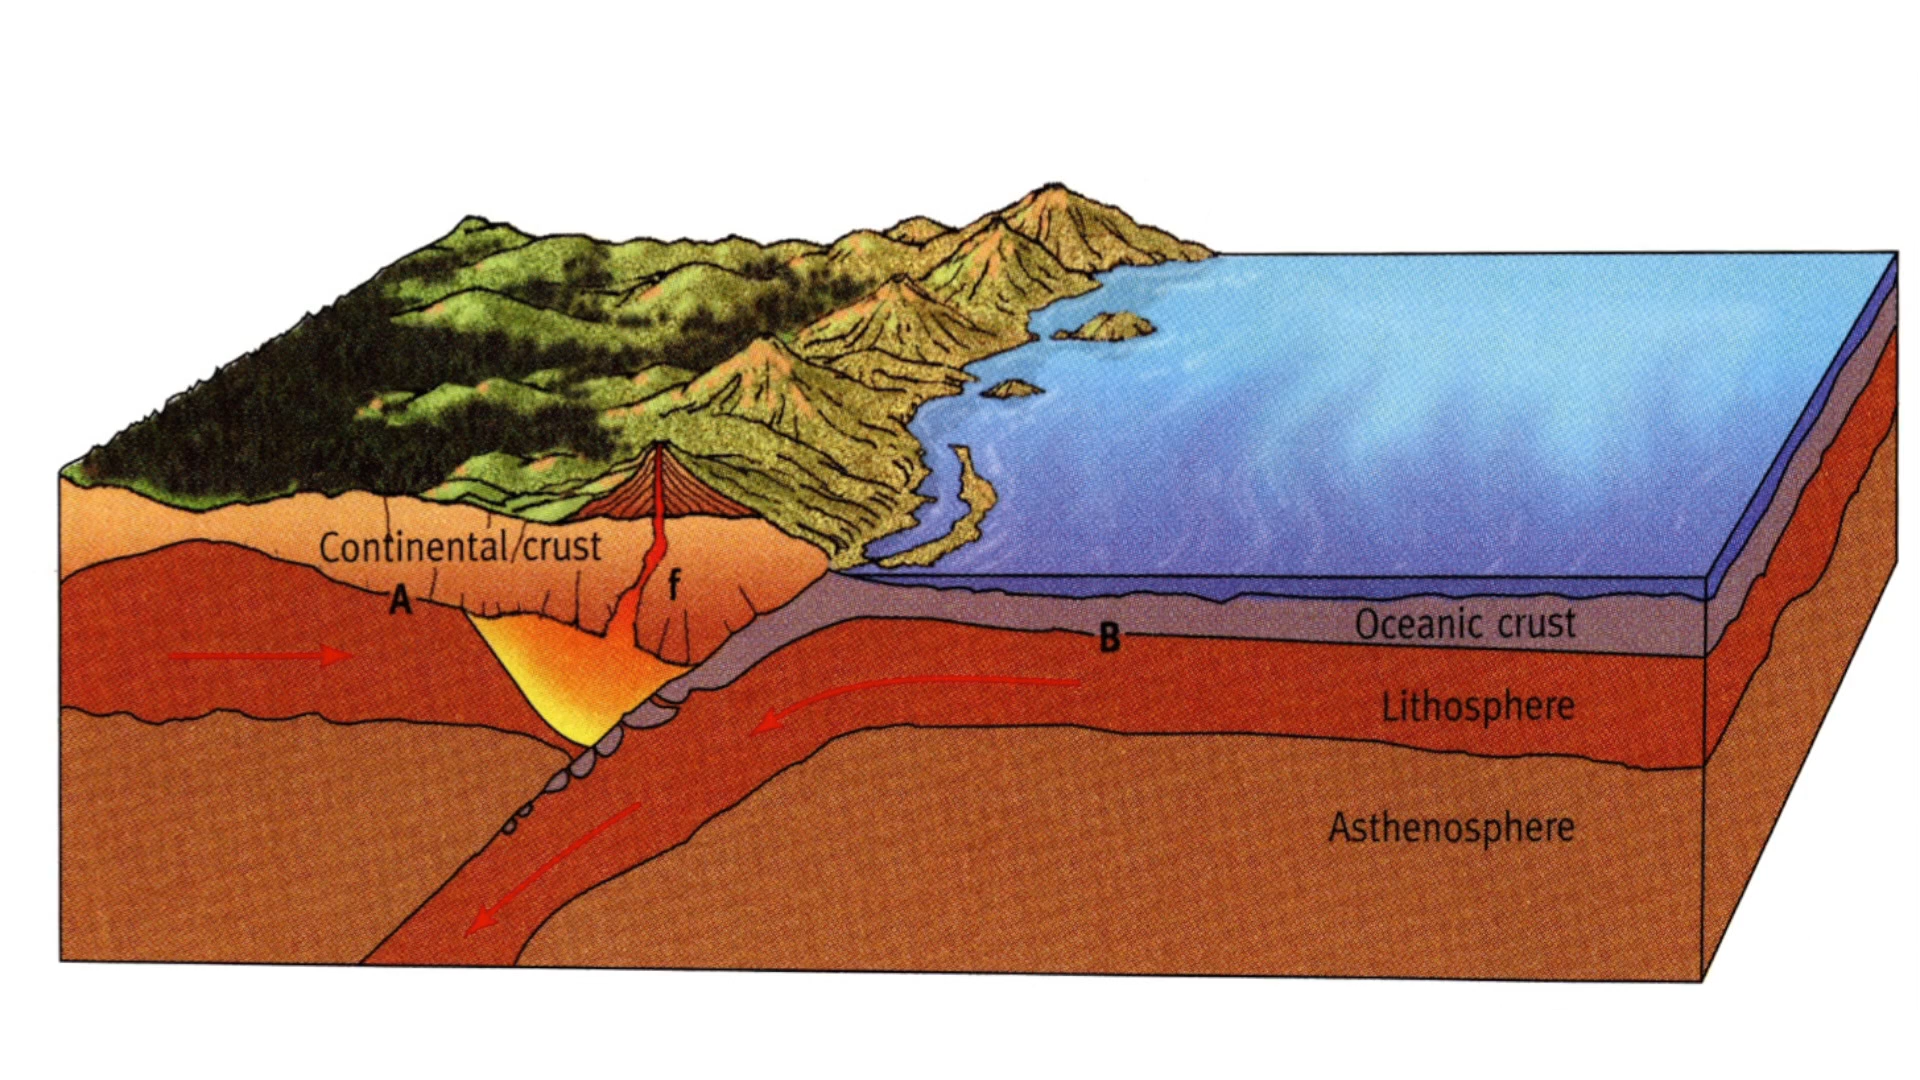 Continental crust
A
f
B
Oceanic crust
Lithosphere
Asthenosphere